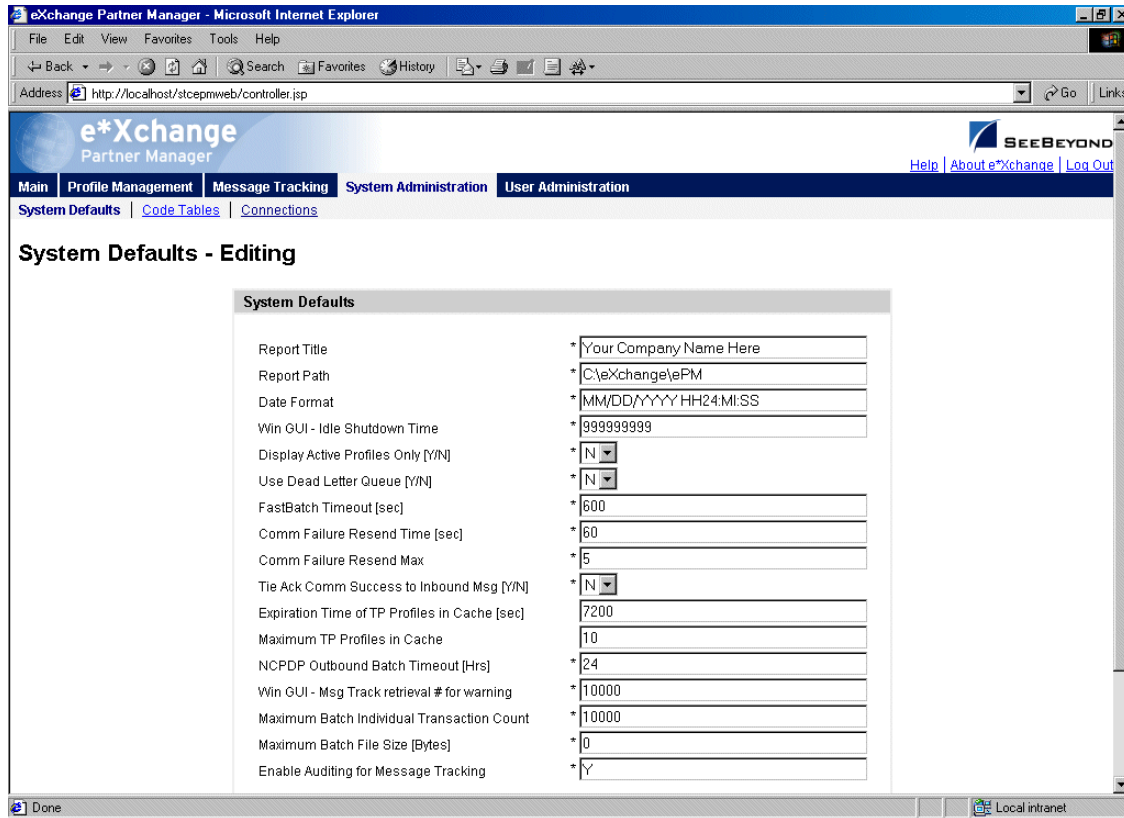 eXchange Partner Manager - Microsoft Internet Explorer
File Edit View Favorites Tools Help
Back Search Favorites History
Address http://localhost/stcepmweb/controller.jsp Go Links
e*Xchange
Partner Manager
SEEBEYOND
Help | About e*Xchange | Log Out
Main Profile Management Message Tracking System Administration User Administration
System Defaults | Code Tables | Connections
System Defaults - Editing
System Defaults
Report Title * Your Company Name Here
Report Path * C:\eXchange\ePM
Date Format * MM/DD/YYYY HH24:MI:SS
Win GUI - Idle Shutdown Time * 999999999
Display Active Profiles Only [Y/N] * N
Use Dead Letter Queue [Y/N] * N
FastBatch Timeout [sec] * 600
Comm Failure Resend Time [sec] * 60
Comm Failure Resend Max * 5
Tie Ack Comm Success to Inbound Msg [Y/N] * N
Expiration Time of TP Profiles in Cache [sec] 7200
Maximum TP Profiles in Cache 10
NCPDP Outbound Batch Timeout [Hrs] * 24
Win GUI - Msg Track retrieval # for warning * 10000
Maximum Batch Individual Transaction Count * 10000
Maximum Batch File Size [Bytes] * 0
Enable Auditing for Message Tracking * Y
Done Local intranet